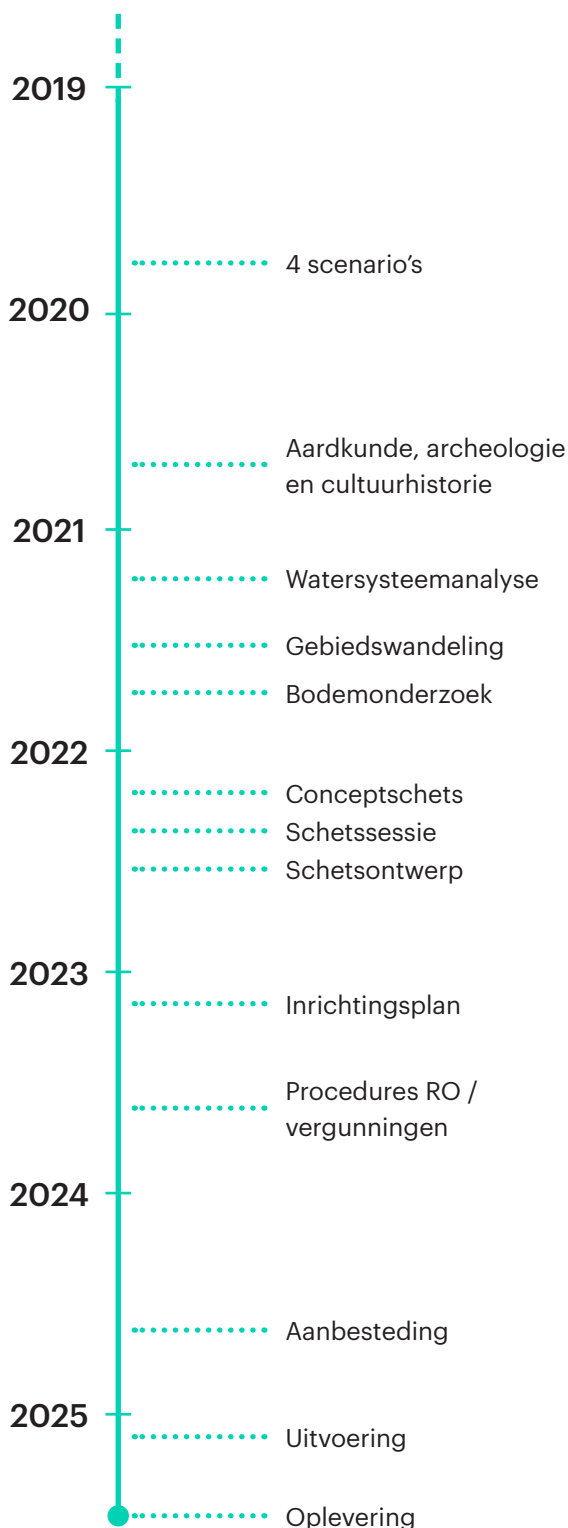 2019
4 scenario’s
2020
Aardkunde, archeologie
en cultuurhistorie
2021
Watersysteemanalyse
Gebiedswandeling
Bodemonderzoek
2022
Conceptschets
Schetssessie
Schetsontwerp
2023
Inrichtingsplan
Procedures RO /
vergunningen
2024
Aanbesteding
2025
Uitvoering
Oplevering